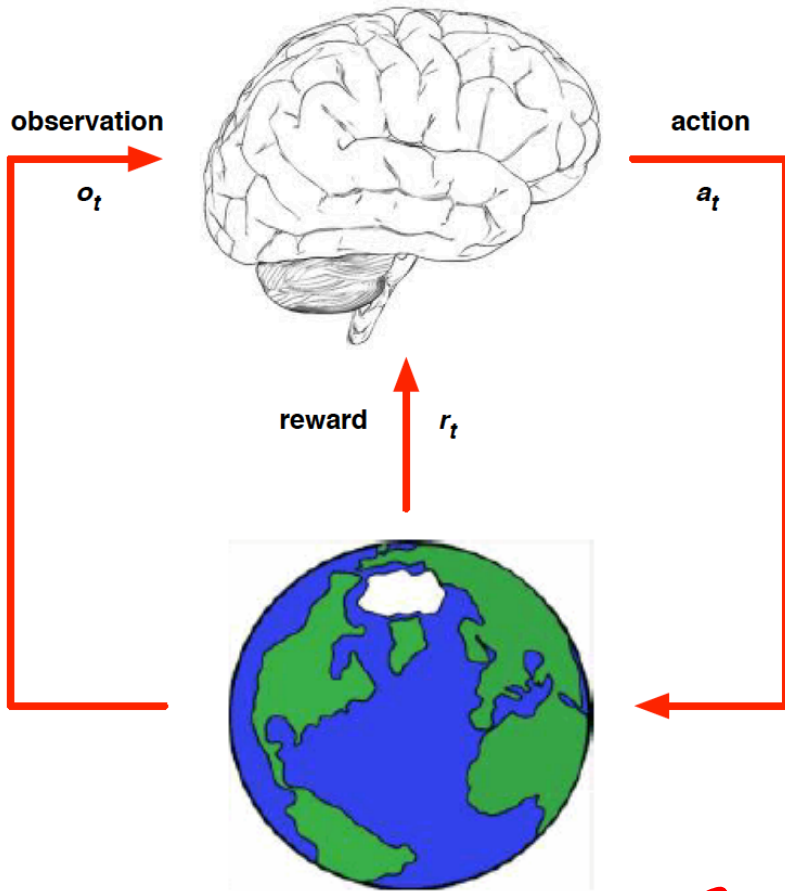 observation
o_t
action
a_t
reward r_t